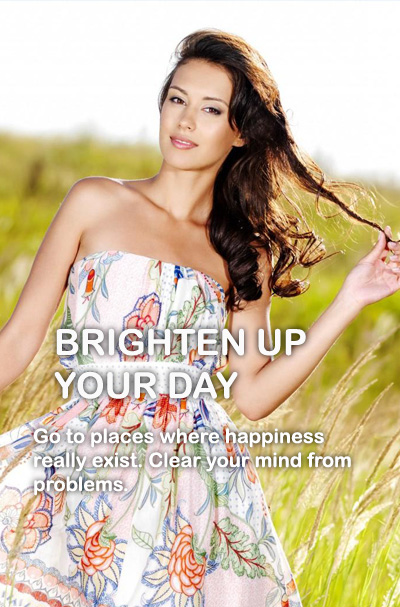 BRIGHTEN UP
YOUR DAY
Go to places where happiness
really exist. Clear your mind from
problems.